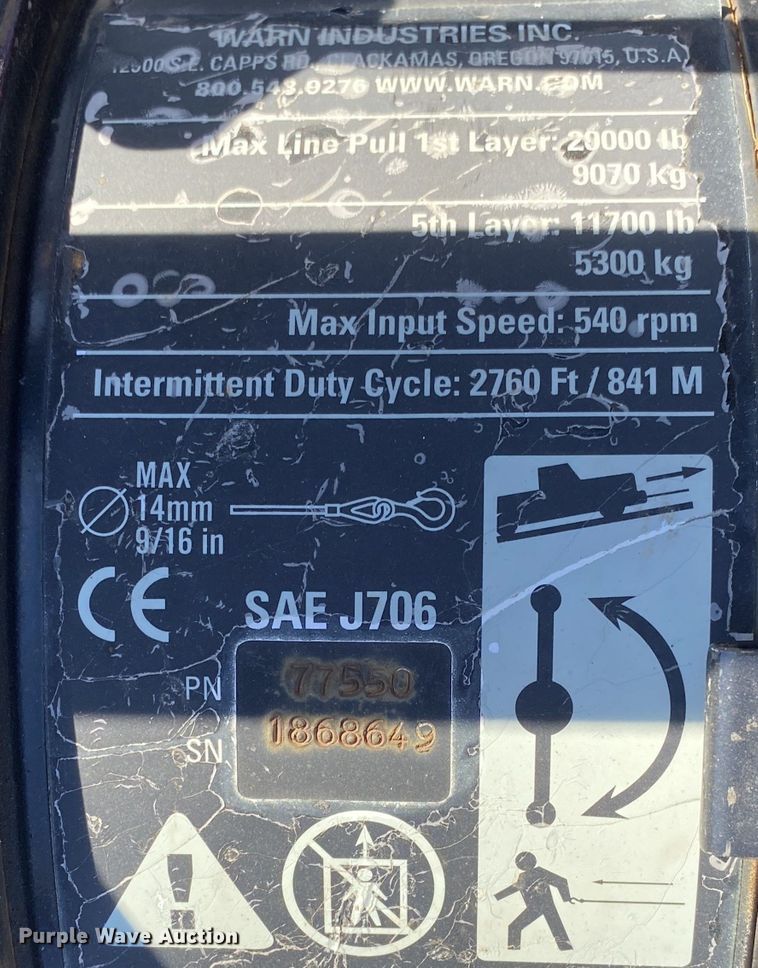 WARN INDUSTRIES INC.
12900 S.E. CAPPS RD., CLACKAMAS, OREGON 97015, U.S.A
800.543.9276 WWW.WARN.COM
Max Line Pull 1st Layer: 20000 lb
9070 kg
5th Layer: 11700 lb
5300 kg
Max Input Speed: 540 rpm
Intermittent Duty Cycle: 2760 Ft / 841 M
MAX
14mm
9/16 in
CE
SAE J706
PN 77550
SN 1868649
Purple Wave Auction